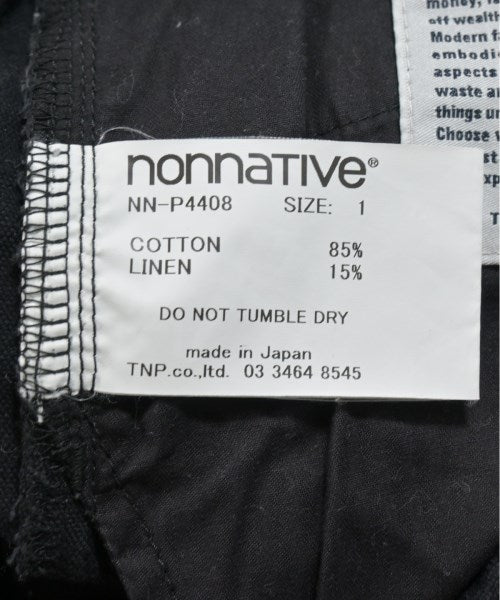 money,
off wealth
Modern
embodi
aspects
waste
things
Choose
nonnative®
NN-P4408 SIZE: 1
COTTON 85%
LINEN 15%
DO NOT TUMBLE DRY
made in Japan
TNP.co.,ltd. 03 3464 8545